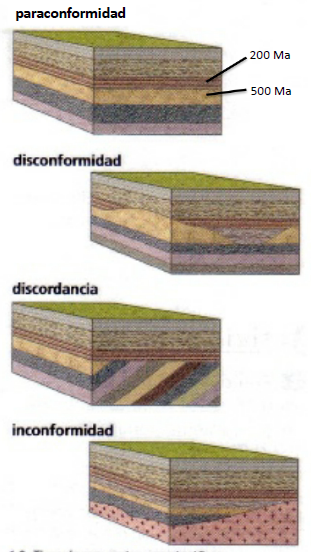 paraconformidad
200 Ma
500 Ma
disconformidad
discordancia
inconformidad